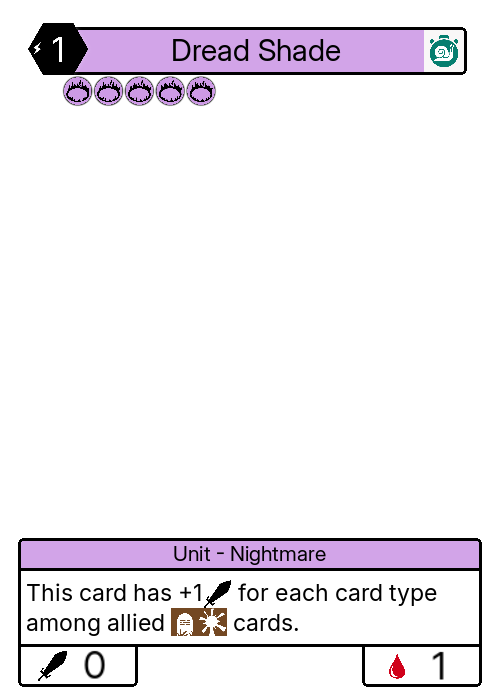 1 Dread Shade
Unit - Nightmare
This card has +1 for each card type
among allied cards.
0 1